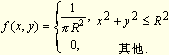 f(x, y) = { 1/(πR²), x² + y² ≤ R²
0, 其他.